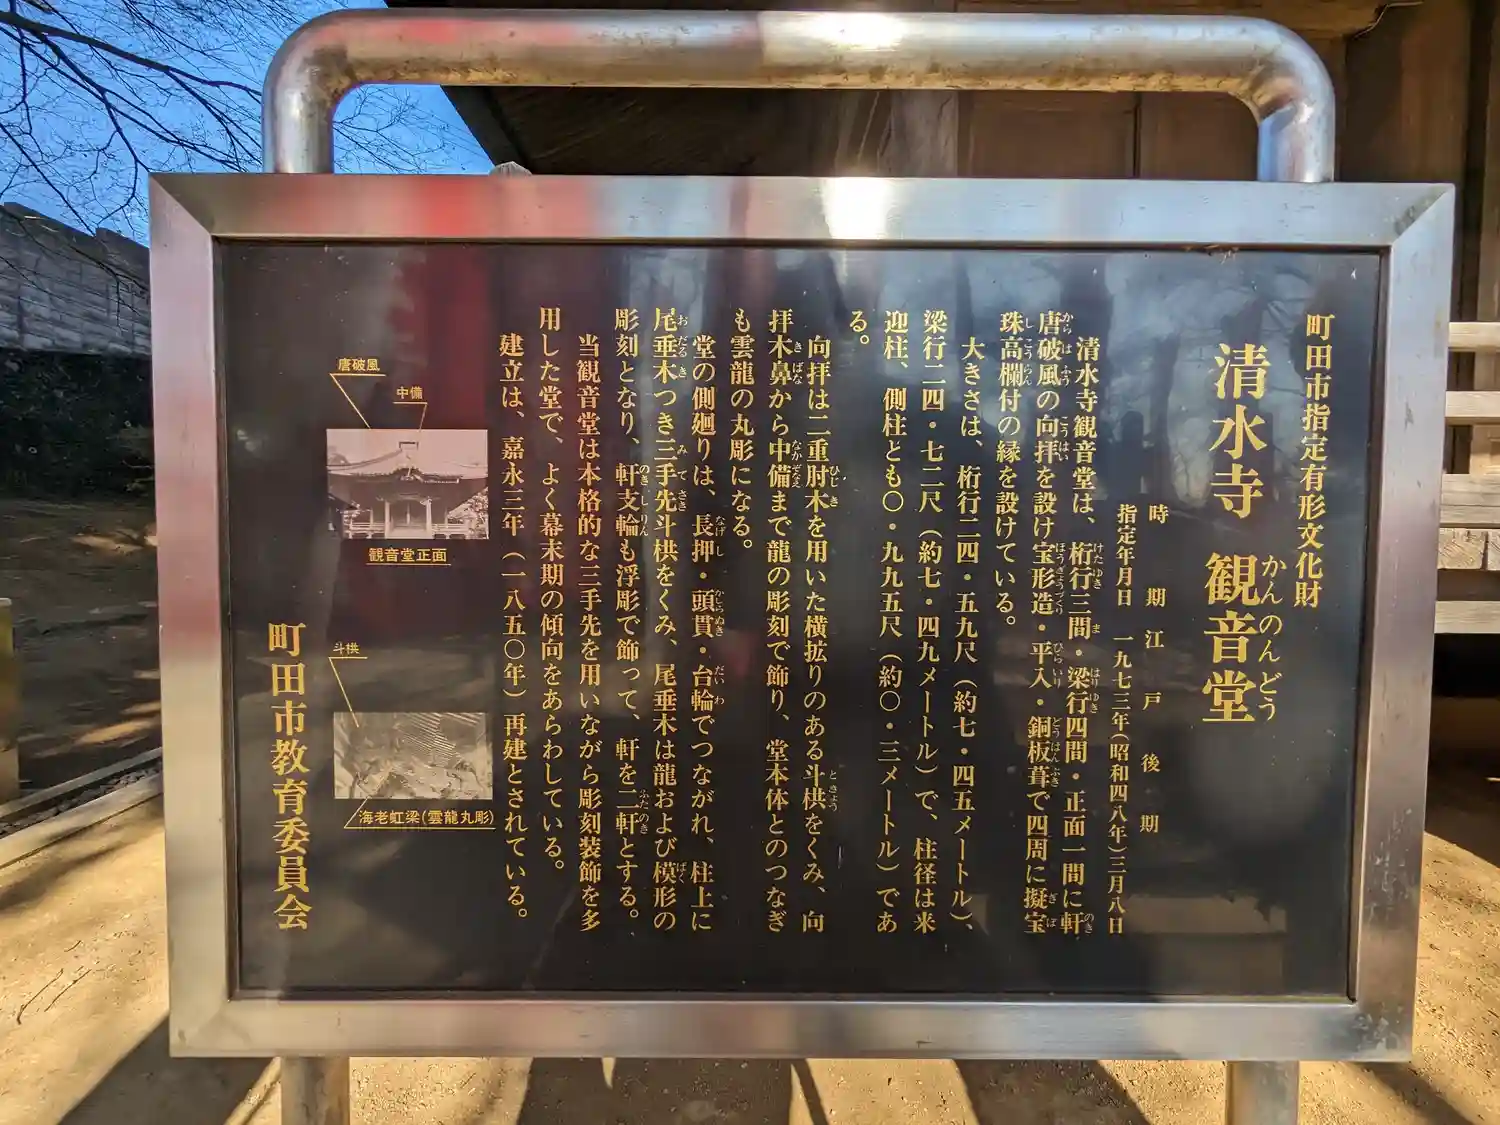 町田市指定有形文化財
かんのんどう
清水寺 観音堂
時期 江戸後期
指定年月日 一九七三年(昭和四八年)三月八日
清水寺観音堂は、桁行三間・梁行四間・正面一間に軒
唐破風の向拝を設け宝形造・平入・銅板葺で四周に擬宝
珠高欄付の縁を設けている。
大きさは、桁行二四・五九尺(約七・四五メートル)、
梁行二四・七二尺(約七・四九メートル)で、柱径は来
迎柱、側柱とも〇・九九五尺(約〇・三メートル)であ
る。
向拝は二重肘木を用いた横拡りのある斗栱をくみ、向
拝木鼻から中備まで龍の彫刻で飾り、堂本体とのつなぎ
も雲龍の丸彫になる。
堂の側廻りは、長押・頭貫・台輪でつながれ、柱上に
尾垂木つき三手先斗栱をくみ、尾垂木は龍および模形の
彫刻となり、軒支輪も浮彫で飾って、軒を二軒とする。
当観音堂は本格的な三手先を用いながら彫刻装飾を多
用した堂で、よく幕末期の傾向をあらわしている。
建立は、嘉永三年(一八五〇年)再建とされている。
唐破風
中備
観音堂正面
斗栱
海老虹梁(雲龍丸彫)
町田市教育委員会